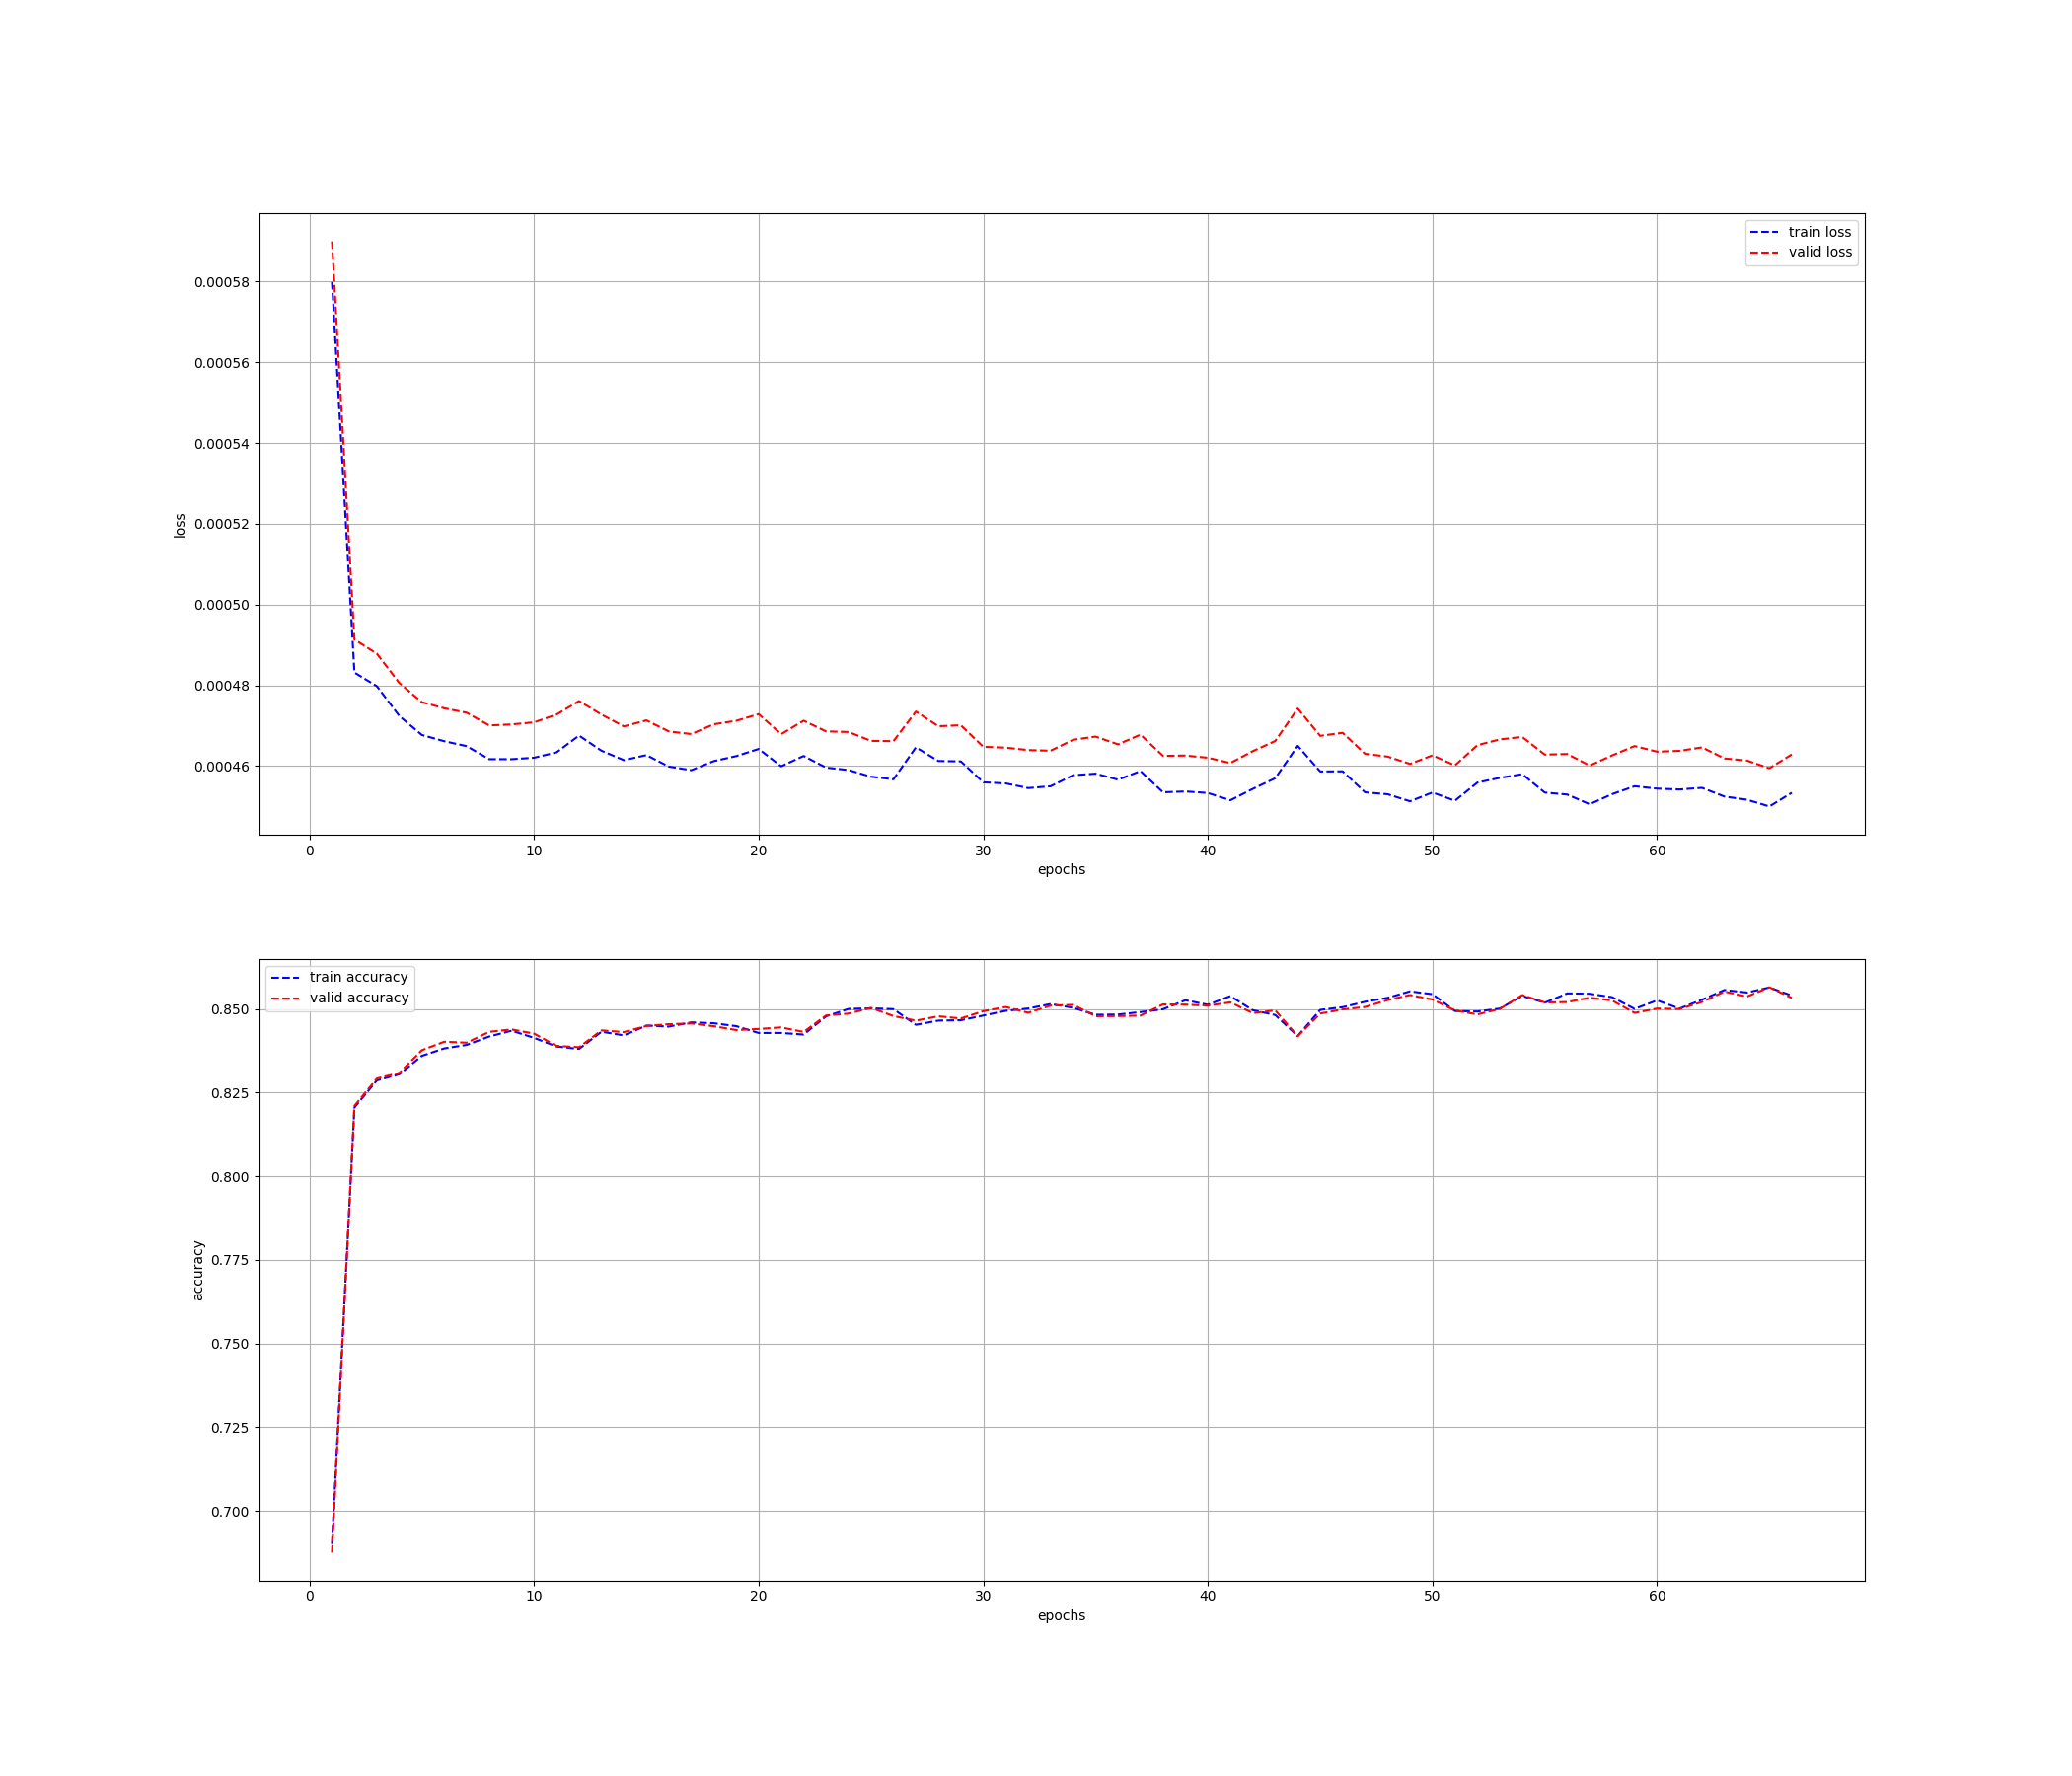 train loss
valid loss
0.00058
0.00056
0.00054
0.00052
0.00050
0.00048
0.00046
loss
0 10 20 30 40 50 60
epochs
train accuracy
valid accuracy
0.850
0.825
0.800
0.775
0.750
0.725
0.700
accuracy
0 10 20 30 40 50 60
epochs